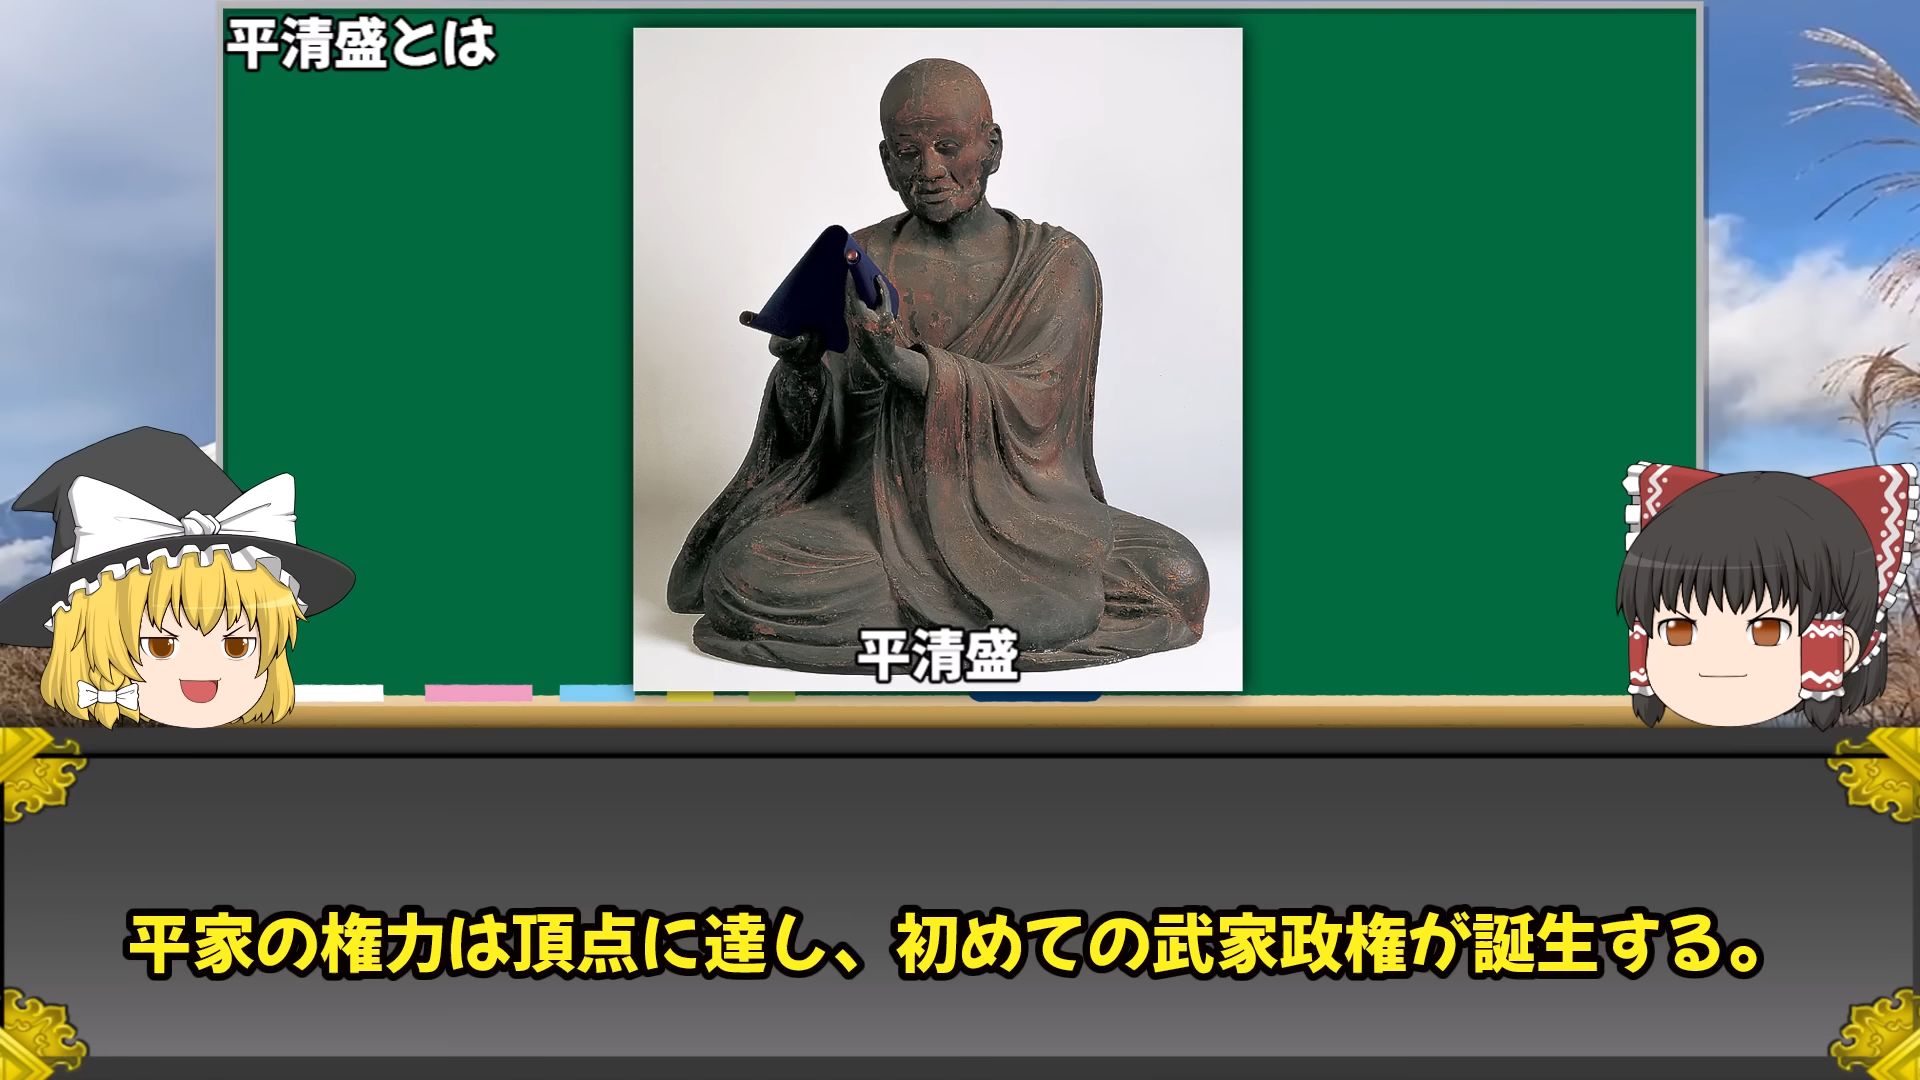 平清盛とは
平清盛
平家の権力は頂点に達し、初めての武家政権が誕生する。